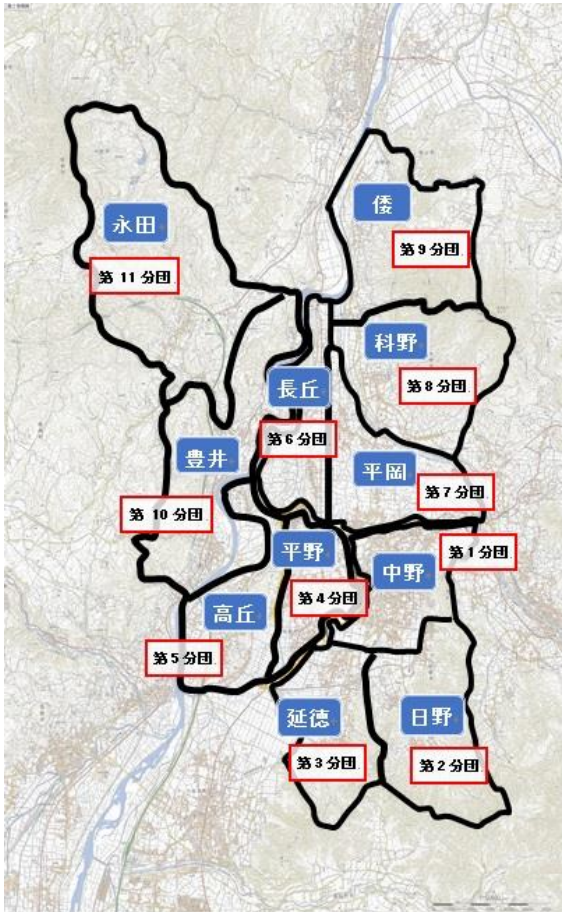 倭
永田
第9分団
第11分団
科野
長丘
第8分団
第6分団
豊井
平岡
第7分団
第10分団
平野
第1分団
中野
第4分団
高丘
第5分団
延徳
日野
第3分団
第2分団